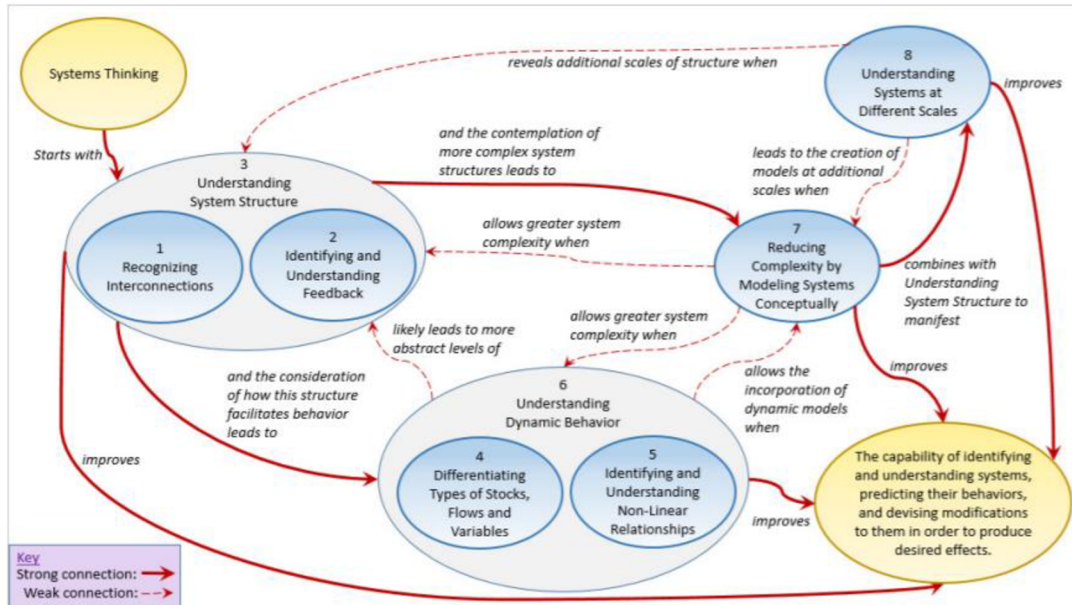 Systems Thinking
Starts with
reveals additional scales of structure when
8
Understanding
Systems at
Different Scales
improves
3
Understanding
System Structure
1
Recognizing
Interconnections
2
Identifying and
Understanding
Feedback
and the contemplation of
more complex system
structures leads to
leads to the creation of
models at additional
scales when
allows greater system
complexity when
7
Reducing
Complexity by
Modeling Systems
Conceptually
combines with
Understanding
System Structure to
manifest
likely leads to more
abstract levels of
allows greater system
complexity when
and the consideration
of how this structure
facilitates behavior
leads to
allows the
incorporation of
dynamic models
when
improves
6
Understanding
Dynamic Behavior
4
Differentiating
Types of Stocks,
Flows and
Variables
5
Identifying and
Understanding
Non-Linear
Relationships
improves
improves
The capability of identifying
and understanding systems,
predicting their behaviors,
and devising modifications
to them in order to produce
desired effects.
Key
Strong connection:
Weak connection: